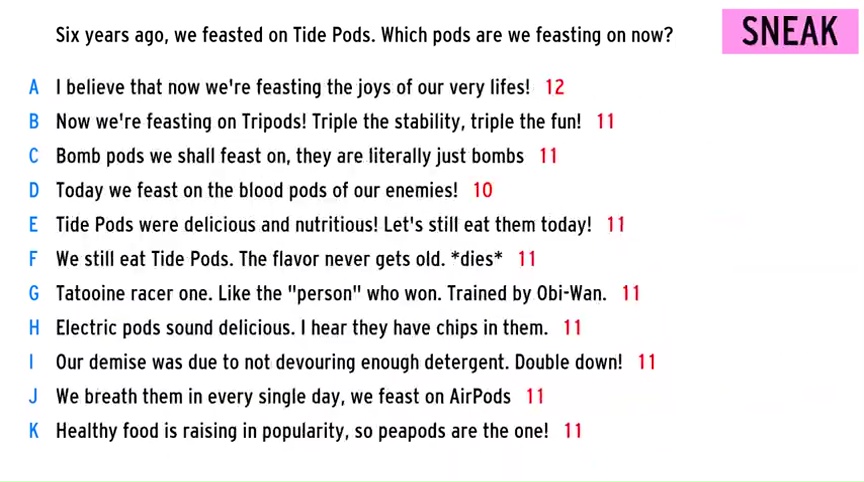 Six years ago, we feasted on Tide Pods. Which pods are we feasting on now?
SNEAK
A I believe that now we're feasting the joys of our very lifes! 12
B Now we're feasting on Tripods! Triple the stability, triple the fun! 11
C Bomb pods we shall feast on, they are literally just bombs 11
D Today we feast on the blood pods of our enemies! 10
E Tide Pods were delicious and nutritious! Let's still eat them today! 11
F We still eat Tide Pods. The flavor never gets old. *dies* 11
G Tatooine racer one. Like the "person" who won. Trained by Obi-Wan. 11
H Electric pods sound delicious. I hear they have chips in them. 11
I Our demise was due to not devouring enough detergent. Double down! 11
J We breath them in every single day, we feast on AirPods 11
K Healthy food is raising in popularity, so peapods are the one! 11